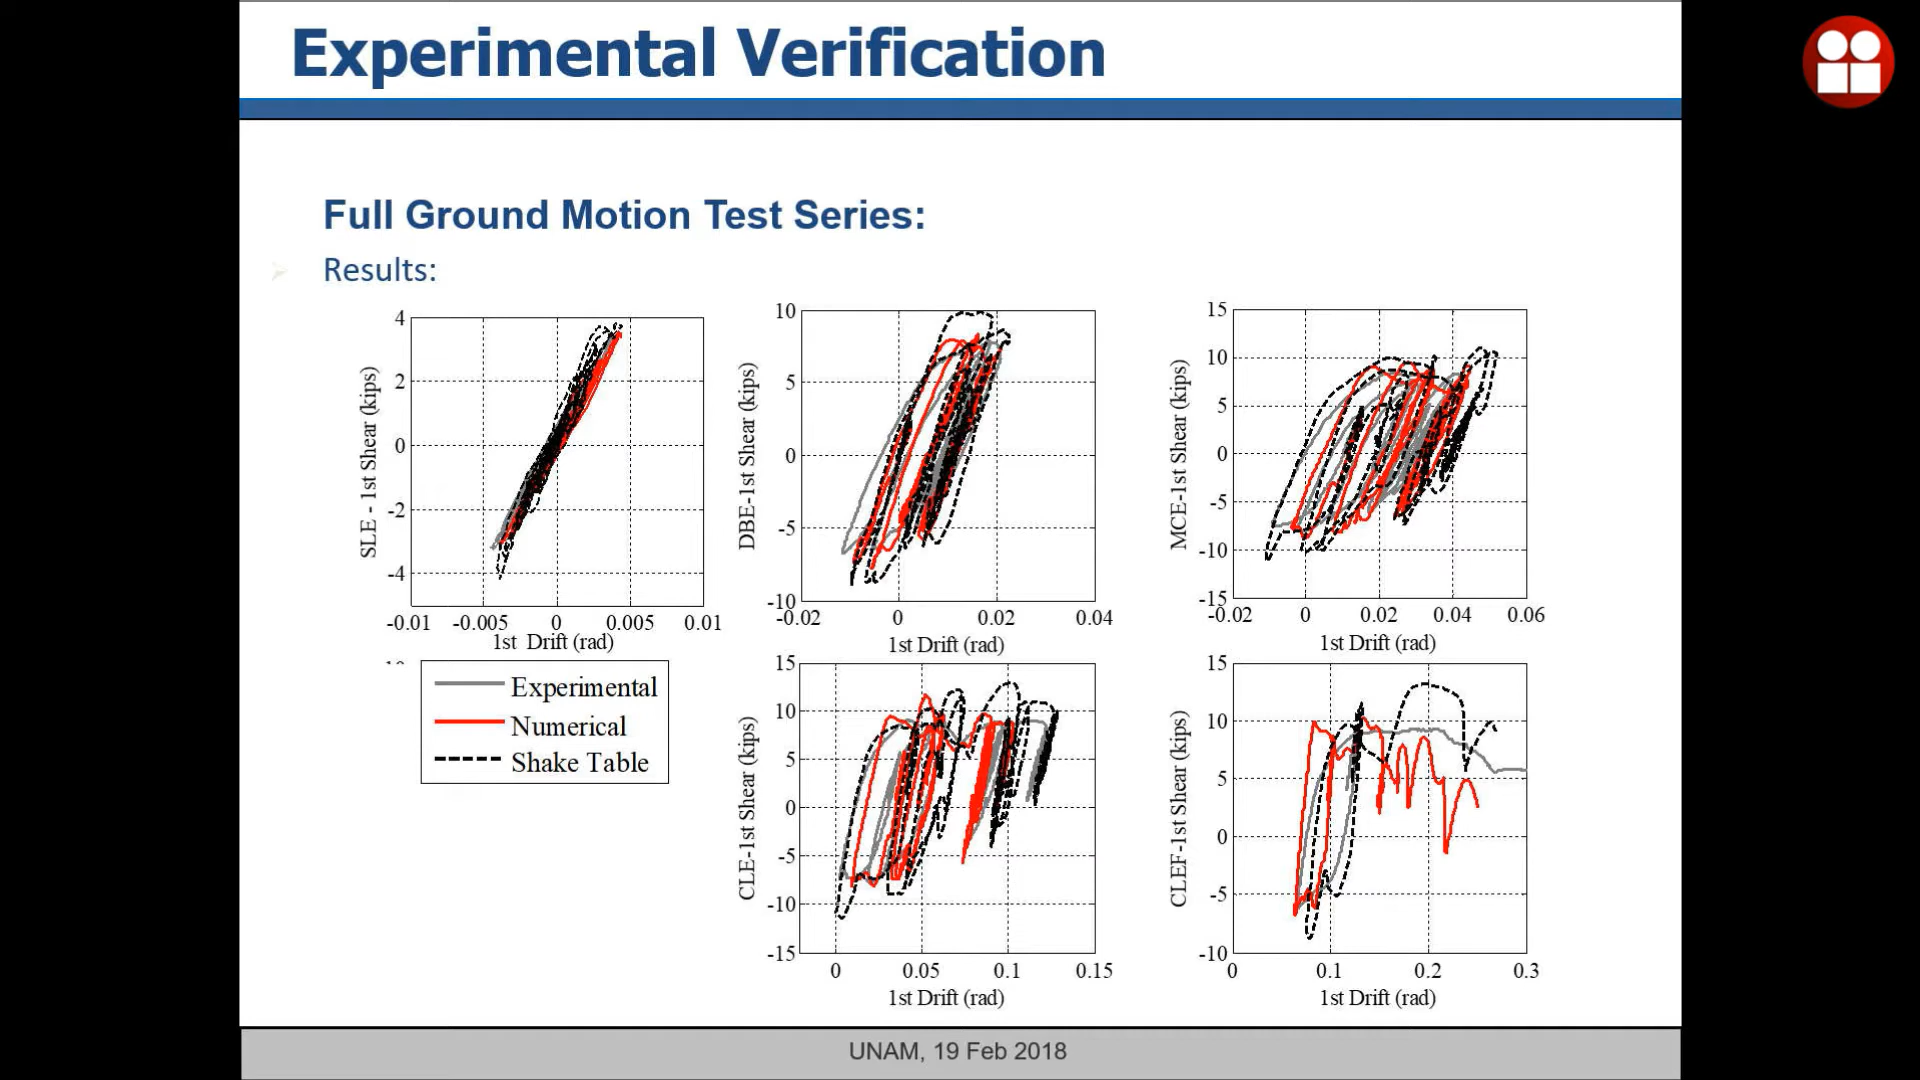 Experimental Verification
Full Ground Motion Test Series:
Results:
4
2
0
-2
-4
SLE - 1st Shear (kips)
-0.01 -0.005 0 0.005 0.01
1st Drift (rad)
10
5
0
-5
-10
DBE-1st Shear (kips)
-0.02 0 0.02 0.04
1st Drift (rad)
15
10
5
0
-5
-10
-15
MCE-1st Shear (kips)
-0.02 0 0.02 0.04 0.06
1st Drift (rad)
Experimental
Numerical
Shake Table
15
10
5
0
-5
-10
-15
CLE-1st Shear (kips)
0 0.05 0.1 0.15
1st Drift (rad)
15
10
5
0
-5
-10
CLEF-1st Shear (kips)
0 0.1 0.2 0.3
1st Drift (rad)
UNAM, 19 Feb 2018